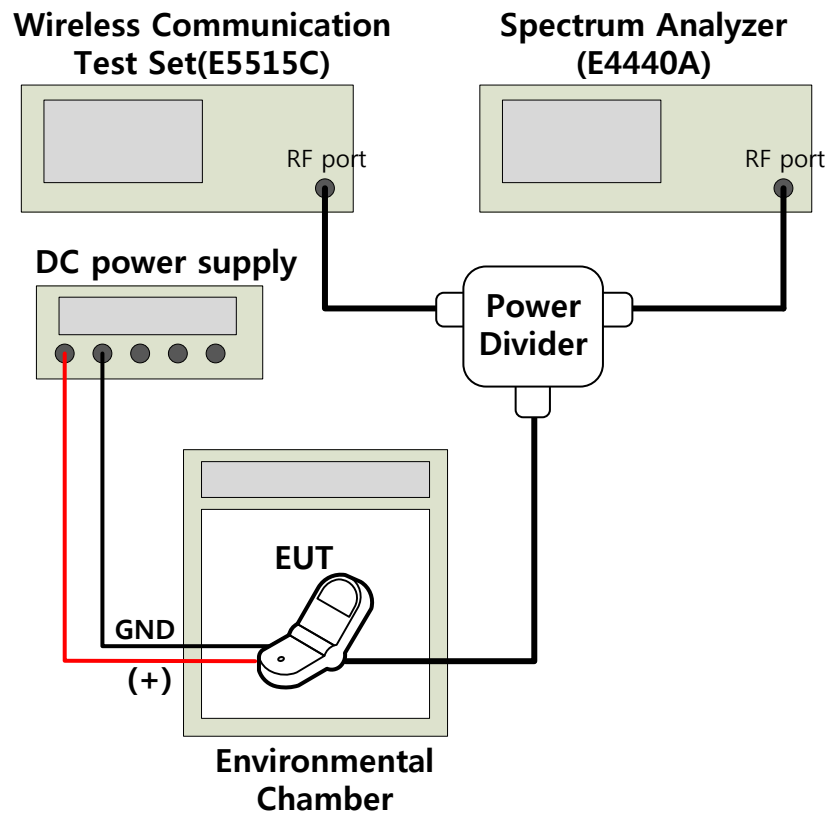 Wireless Communication
Test Set(E5515C)
Spectrum Analyzer
(E4440A)
RF port
RF port
DC power supply
Power
Divider
EUT
GND
(+)
Environmental
Chamber